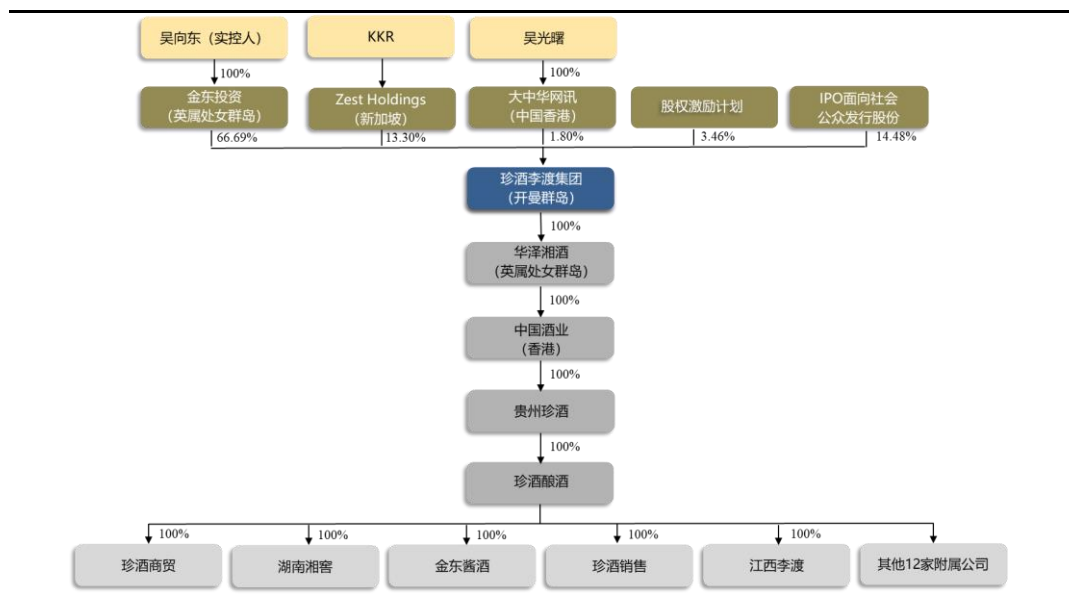 吴向东（实控人）
KKR
吴光曙
100%
100%
金东投资
（英属处女群岛）
Zest Holdings
（新加坡）
大中华网讯
（中国香港）
股权激励计划
IPO面向社会
公众发行股份
66.69%
13.30%
1.80%
3.46%
14.48%
珍酒李渡集团
（开曼群岛）
100%
华泽湘酒
（英属处女群岛）
100%
中国酒业
（香港）
100%
贵州珍酒
100%
珍酒酿酒
100%
100%
100%
100%
100%
珍酒商贸
湖南湘窖
金东酱酒
珍酒销售
江西李渡
其他12家附属公司